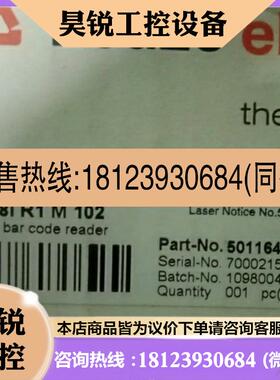 昊锐工控设备
the
售热线:18123930684(同
8i R1 M 102
Laser Notice No.5
bar code reader
Part-No. 501164
Serial-No. 7000215
Batch-No. 1098004
Quantity 001 pc(
锐
工控
本店商品皆为议价下单请咨询客服
咨询热线:18123930684 (微